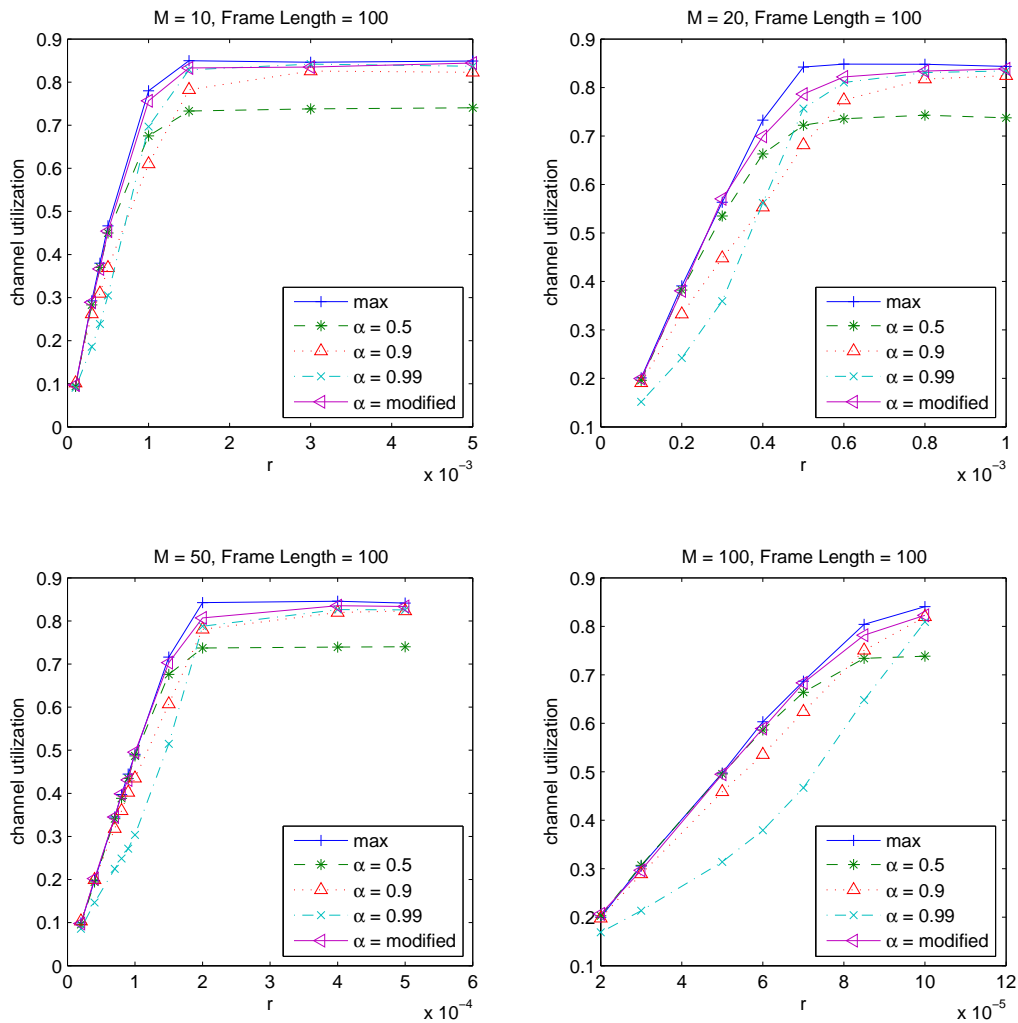 M = 10, Frame Length = 100
channel utilization
0.9
0.8
0.7
0.6
0.5
0.4
0.3
0.2
0.1
0
max
α = 0.5
α = 0.9
α = 0.99
α = modified
0 1 2 3 4 5
r
x 10⁻³
M = 20, Frame Length = 100
channel utilization
0.9
0.8
0.7
0.6
0.5
0.4
0.3
0.2
0.1
max
α = 0.5
α = 0.9
α = 0.99
α = modified
0 0.2 0.4 0.6 0.8 1
r
x 10⁻³
M = 50, Frame Length = 100
channel utilization
0.9
0.8
0.7
0.6
0.5
0.4
0.3
0.2
0.1
0
max
α = 0.5
α = 0.9
α = 0.99
α = modified
0 1 2 3 4 5 6
r
x 10⁻⁴
M = 100, Frame Length = 100
channel utilization
0.9
0.8
0.7
0.6
0.5
0.4
0.3
0.2
0.1
max
α = 0.5
α = 0.9
α = 0.99
α = modified
2 4 6 8 10 12
r
x 10⁻⁵